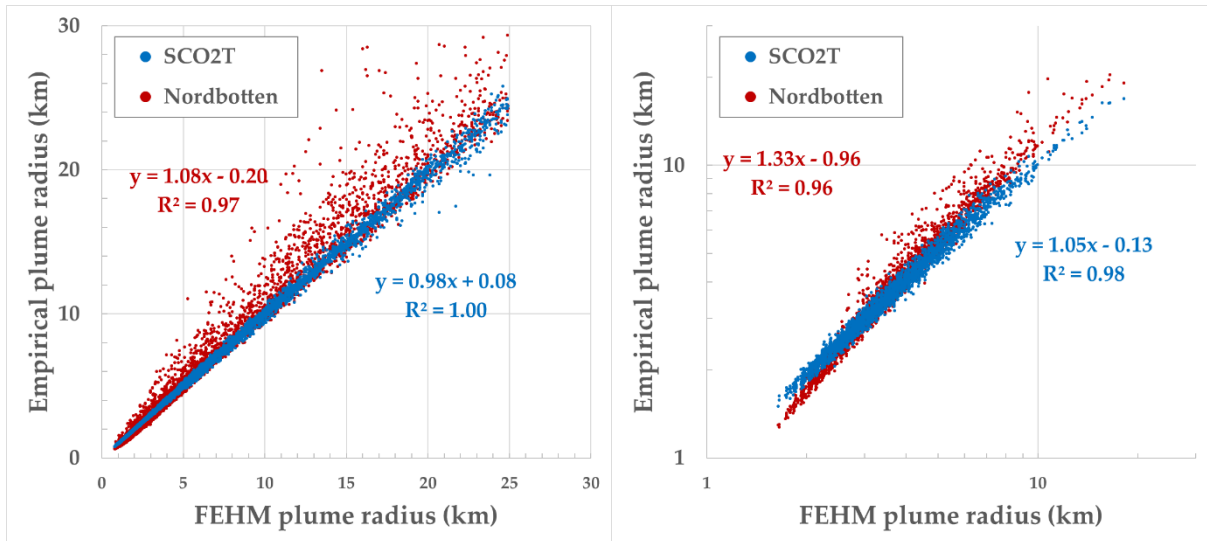 30
20
10
0
Empirical plume radius (km)
SCO2T
Nordbotten
y = 1.08x - 0.20
R² = 0.97
y = 0.98x + 0.08
R² = 1.00
0 5 10 15 20 25 30
FEHM plume radius (km)
10
1
Empirical plume radius (km)
SCO2T
Nordbotten
y = 1.33x - 0.96
R² = 0.96
y = 1.05x - 0.13
R² = 0.98
1 10
FEHM plume radius (km)